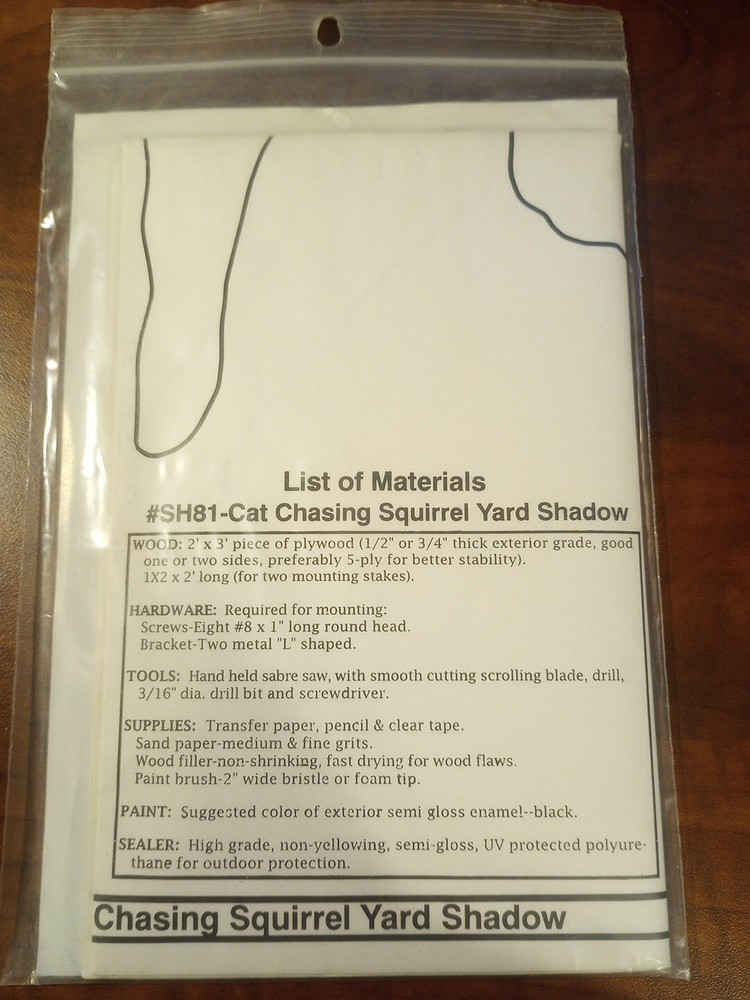 List of Materials
#SH81-Cat Chasing Squirrel Yard Shadow
WOOD: 2' x 3' piece of plywood (1/2" or 3/4" thick exterior grade, good
one or two sides, preferably 5-ply for better stability).
1X2 x 2' long (for two mounting stakes).
HARDWARE: Required for mounting:
Screws-Eight #8 x 1" long round head.
Bracket-Two metal "L" shaped.
TOOLS: Hand held sabre saw, with smooth cutting scrolling blade, drill,
3/16" dia. drill bit and screwdriver.
SUPPLIES: Transfer paper, pencil & clear tape.
Sand paper-medium & fine grits.
Wood filler-non-shrinking, fast drying for wood flaws.
Paint brush-2" wide bristle or foam tip.
PAINT: Suggested color of exterior semi gloss enamel--black.
SEALER: High grade, non-yellowing, semi-gloss, UV protected polyure-
thane for outdoor protection.
Chasing Squirrel Yard Shadow